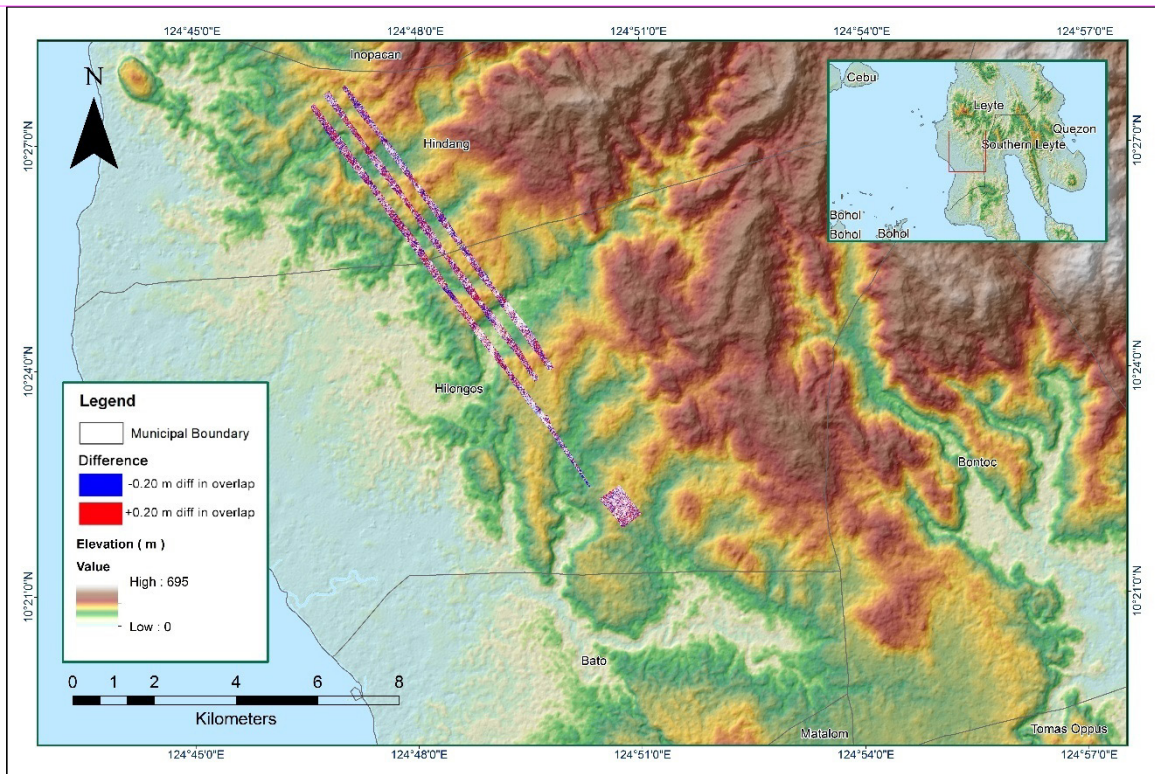 124°45'0"E 124°48'0"E 124°51'0"E 124°54'0"E 124°57'0"E
Inopacan
N
Cebu
Leyte
Quezon
Southern Leyte
Bohol
Bohol Bohol
10°27'0"N 10°27'0"N
Hindang
10°24'0"N 10°24'0"N
Hilongos
Bontoc
Legend
Municipal Boundary
Difference
-0.20 m diff in overlap
+0.20 m diff in overlap
Elevation ( m )
Value
High : 695
Low : 0
10°21'0"N 10°21'0"N
Bato
0 1 2 4 6 8
Kilometers
Matalom
Tomas Oppus
124°45'0"E 124°48'0"E 124°51'0"E 124°54'0"E 124°57'0"E